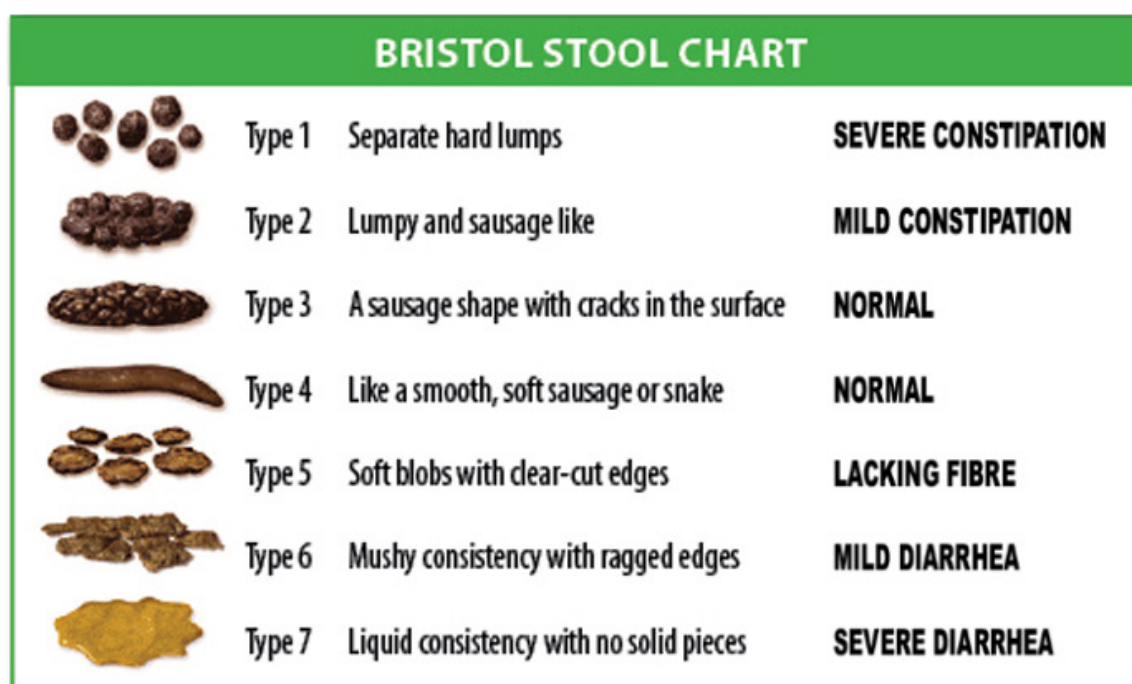 BRISTOL STOOL CHART
Type 1 Separate hard lumps SEVERE CONSTIPATION
Type 2 Lumpy and sausage like MILD CONSTIPATION
Type 3 A sausage shape with cracks in the surface NORMAL
Type 4 Like a smooth, soft sausage or snake NORMAL
Type 5 Soft blobs with clear-cut edges LACKING FIBRE
Type 6 Mushy consistency with ragged edges MILD DIARRHEA
Type 7 Liquid consistency with no solid pieces SEVERE DIARRHEA